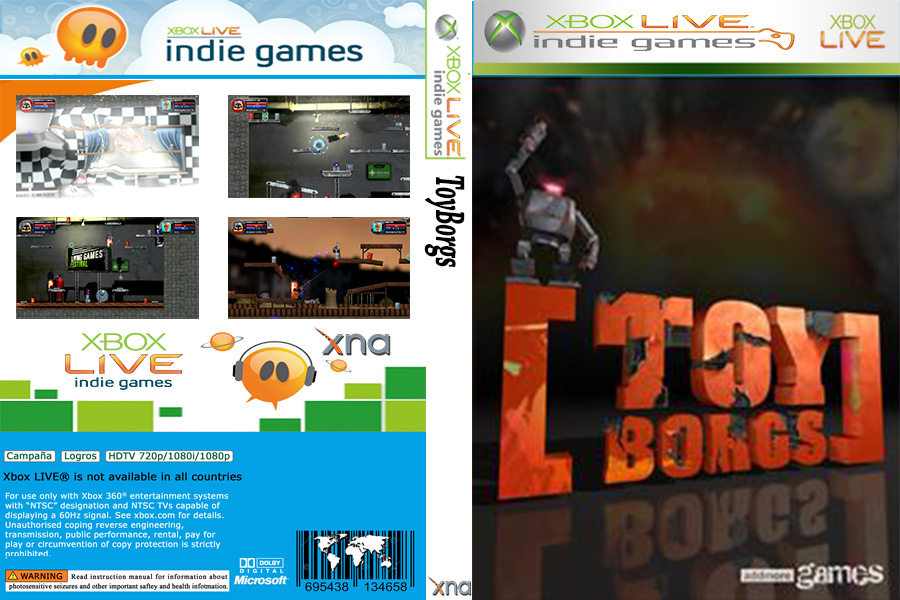 XBOX LIVE
indie games
LIVING GAMES
FESTIVAL
XBOX
LIVE
indie games
xna
Campaña
Logros
HDTV 720p/1080i/1080p
Xbox LIVE® is not available in all countries
For use only with Xbox 360® entertainment systems
with “NTSC” designation and NTSC TVs capable of
displaying a 60Hz signal. See xbox.com for details.
Unauthorised coping reverse engineering,
transmission, public performance, rental, pay for
play or circumvention of copy protection is strictly
prohibited.
WARNING Read instruction manual for information about
photosensitive seizures and other important saftey and health infotmation.
DOLBY
DIGITAL
Microsoft
695438 134658
XBOX LIVE
indie games
ToyBorgs
xna
XBOX LIVE
indie games
XBOX
LIVE
[TOY]
BORGS
games